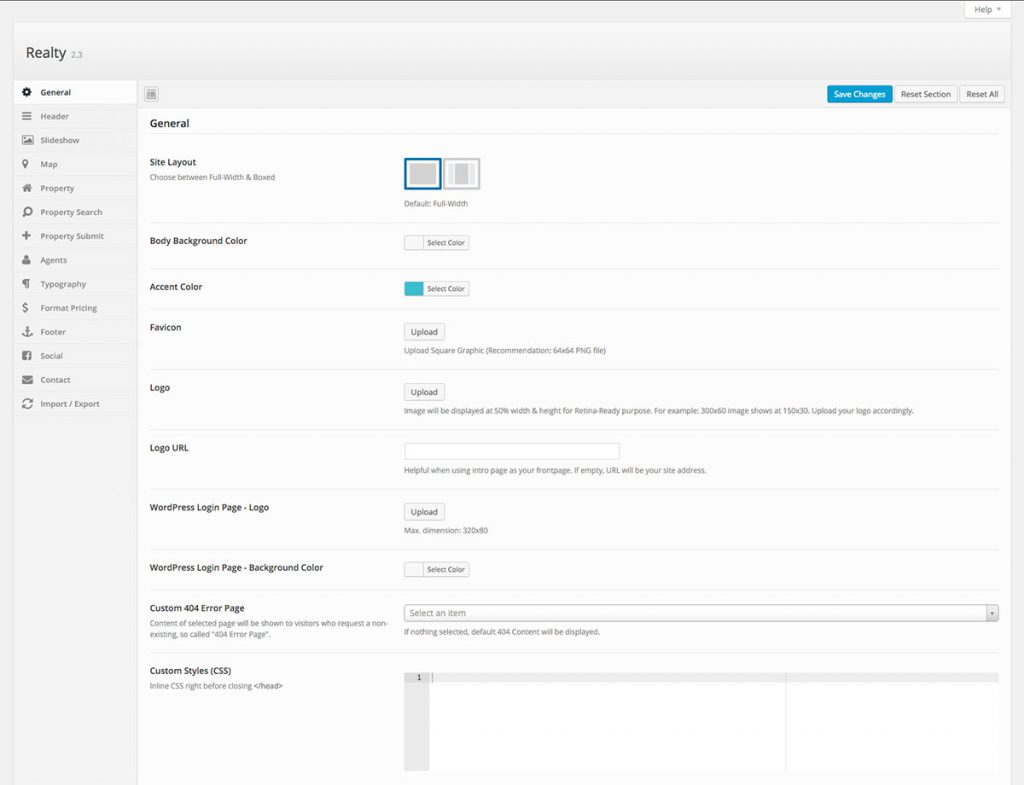 Help
Realty 2.3
General
Header
Slideshow
Map
Property
Property Search
Property Submit
Agents
Typography
Format Pricing
Footer
Social
Contact
Import / Export
Save Changes
Reset Section
Reset All
General
Site Layout
Choose between Full-Width & Boxed
Default: Full-Width
Body Background Color
Select Color
Accent Color
Select Color
Favicon
Upload
Upload Square Graphic (Recommendation: 64x64 PNG file)
Logo
Upload
Image will be displayed at 50% width & height for Retina-Ready purpose. For example: 300x60 image shows at 150x30. Upload your logo accordingly.
Logo URL
Helpful when using intro page as your frontpage. If empty, URL will be your site address.
WordPress Login Page - Logo
Upload
Max. dimension: 320x80
WordPress Login Page - Background Color
Select Color
Custom 404 Error Page
Content of selected page will be shown to visitors who request a non-
existing, so called "404 Error Page".
Select an item
If nothing selected, default 404 Content will be displayed.
Custom Styles (CSS)
Inline CSS right before closing </head>
1